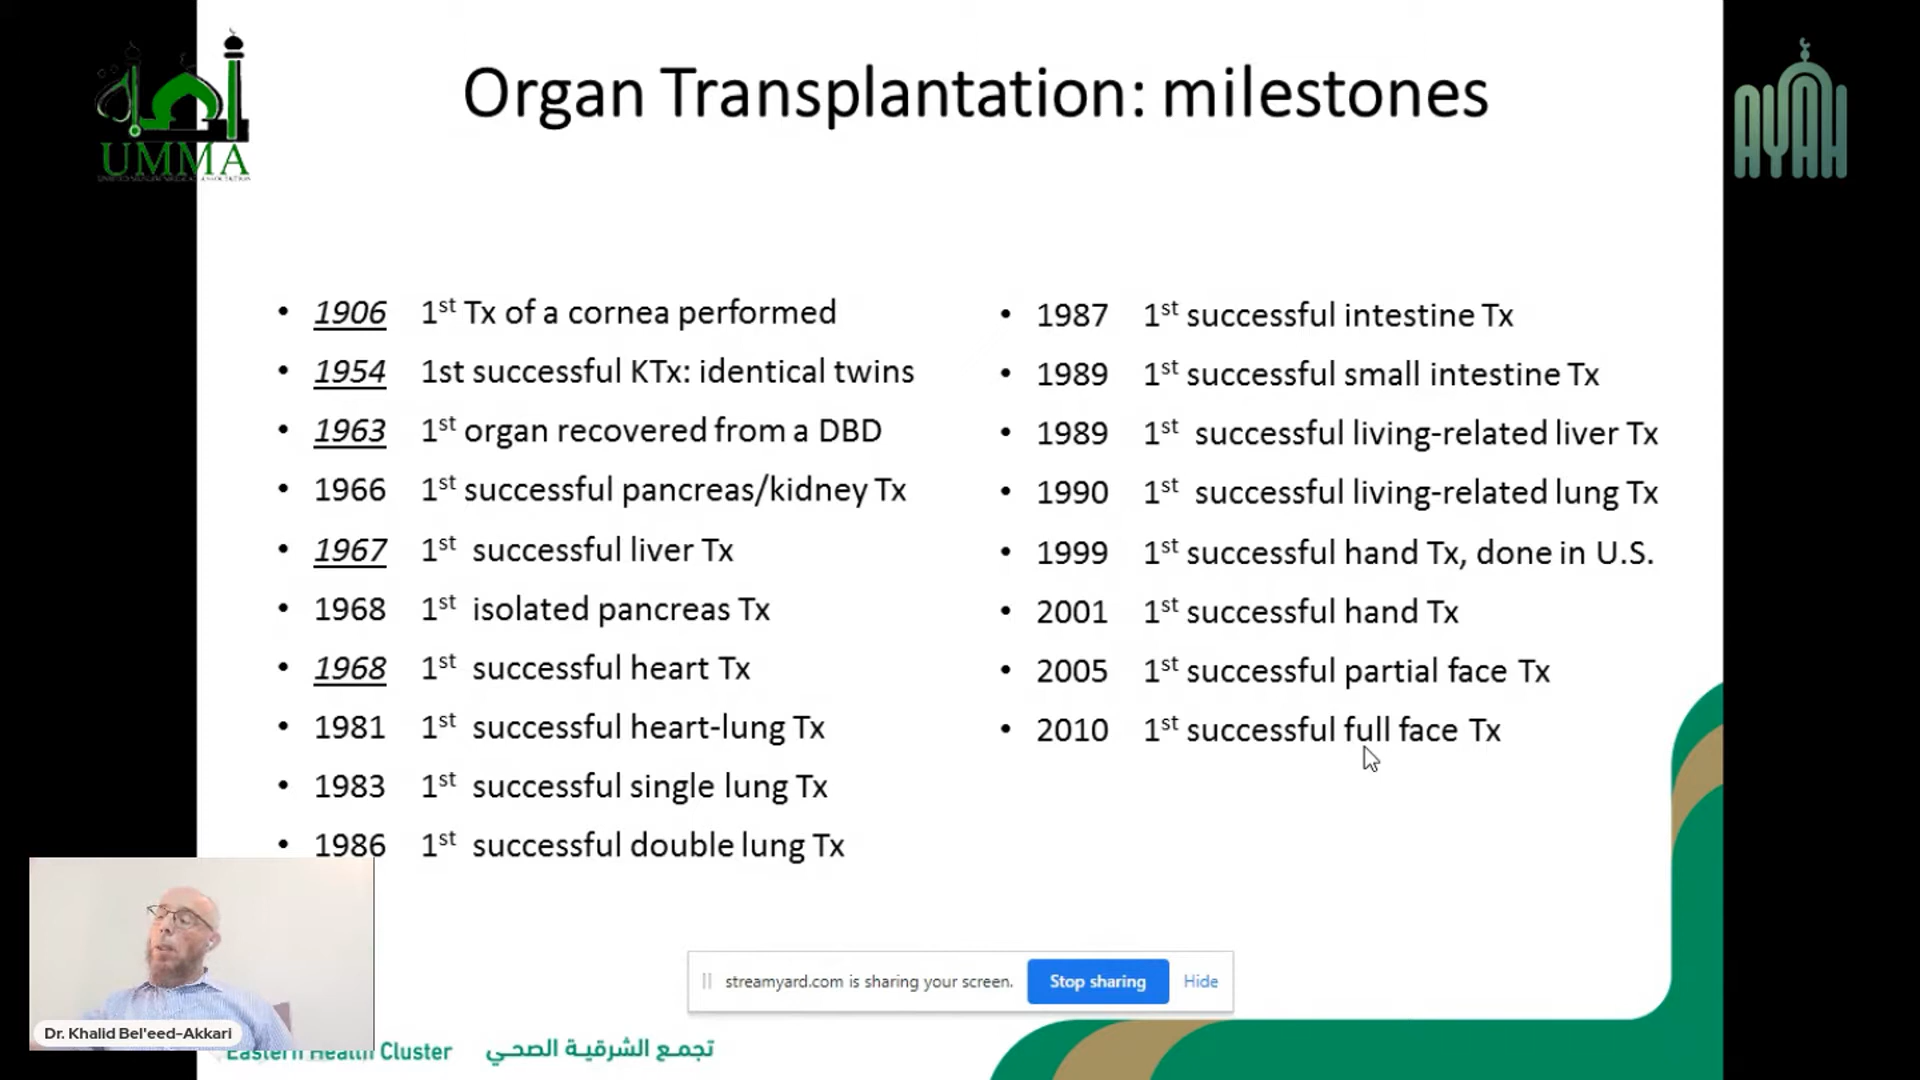 Organ Transplantation: milestones
UMMA
AYAH
• 1906 1st Tx of a cornea performed
• 1954 1st successful KTx: identical twins
• 1963 1st organ recovered from a DBD
• 1966 1st successful pancreas/kidney Tx
• 1967 1st successful liver Tx
• 1968 1st isolated pancreas Tx
• 1968 1st successful heart Tx
• 1981 1st successful heart-lung Tx
• 1983 1st successful single lung Tx
• 1986 1st successful double lung Tx
• 1987 1st successful intestine Tx
• 1989 1st successful small intestine Tx
• 1989 1st successful living-related liver Tx
• 1990 1st successful living-related lung Tx
• 1999 1st successful hand Tx, done in U.S.
• 2001 1st successful hand Tx
• 2005 1st successful partial face Tx
• 2010 1st successful full face Tx
streamyard.com is sharing your screen. Stop sharing Hide
Dr. Khalid Bel'eed-Akkari
Eastern Health Cluster تجمع الشرقية الصحي